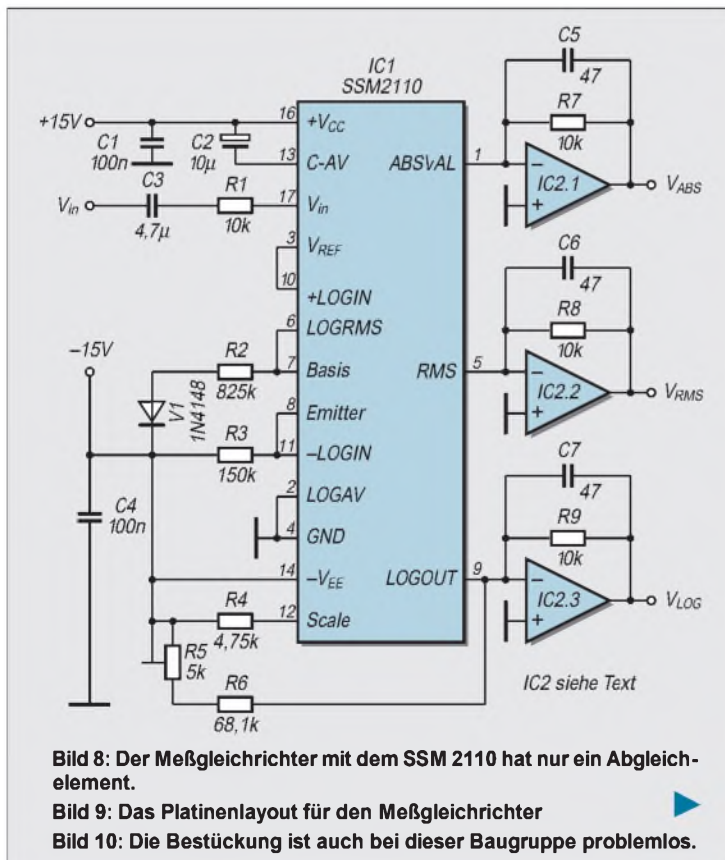 IC1
SSM2110
C5
47
R7
10k
+15V
C1
100n
C2
10µ
16
+VCC
13
C-AV
ABSVAL
1
IC2.1
−
+
VABS
Vin
C3
4,7µ
R1
10k
17
Vin
3
VREF
10
+LOGIN
6
LOGRMS
C6
47
R8
10k
−15V
R2
825k
7
Basis
RMS
5
IC2.2
−
+
VRMS
V1
1N4148
8
Emitter
R3
150k
11
−LOGIN
C7
47
2
LOGAV
R9
10k
C4
100n
4
GND
14
−VEE
LOGOUT
9
IC2.3
−
+
VLOG
R4
4,75k
12
Scale
R5
5k
R6
68,1k
IC2 siehe Text
Bild 8: Der Meßgleichrichter mit dem SSM 2110 hat nur ein Abgleich-
element.
Bild 9: Das Platinenlayout für den Meßgleichrichter
Bild 10: Die Bestückung ist auch bei dieser Baugruppe problemlos.